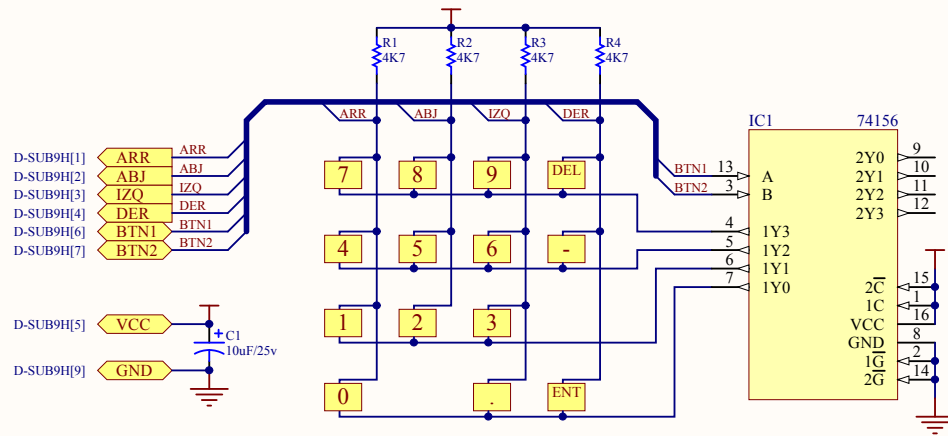 R1 R2 R3 R4
4K7 4K7 4K7 4K7
ARR ABJ IZQ DER
IC1 74156
D-SUB9H[1] ARR ARR
D-SUB9H[2] ABJ ABJ
D-SUB9H[3] IZQ IZQ
D-SUB9H[4] DER DER
D-SUB9H[6] BTN1 BTN1
D-SUB9H[7] BTN2 BTN2
7 8 9 DEL
4 5 6 -
1 2 3
0 . ENT
BTN1 13 A
BTN2 3 B
4 1Y3
5 1Y2
6 1Y1
7 1Y0
2Y0 9
2Y1 10
2Y2 11
2Y3 12
2C 15
1C 1
VCC 16
GND 8
1G 2
2G 14
D-SUB9H[5] VCC
+ C1
10uF/25v
D-SUB9H[9] GND